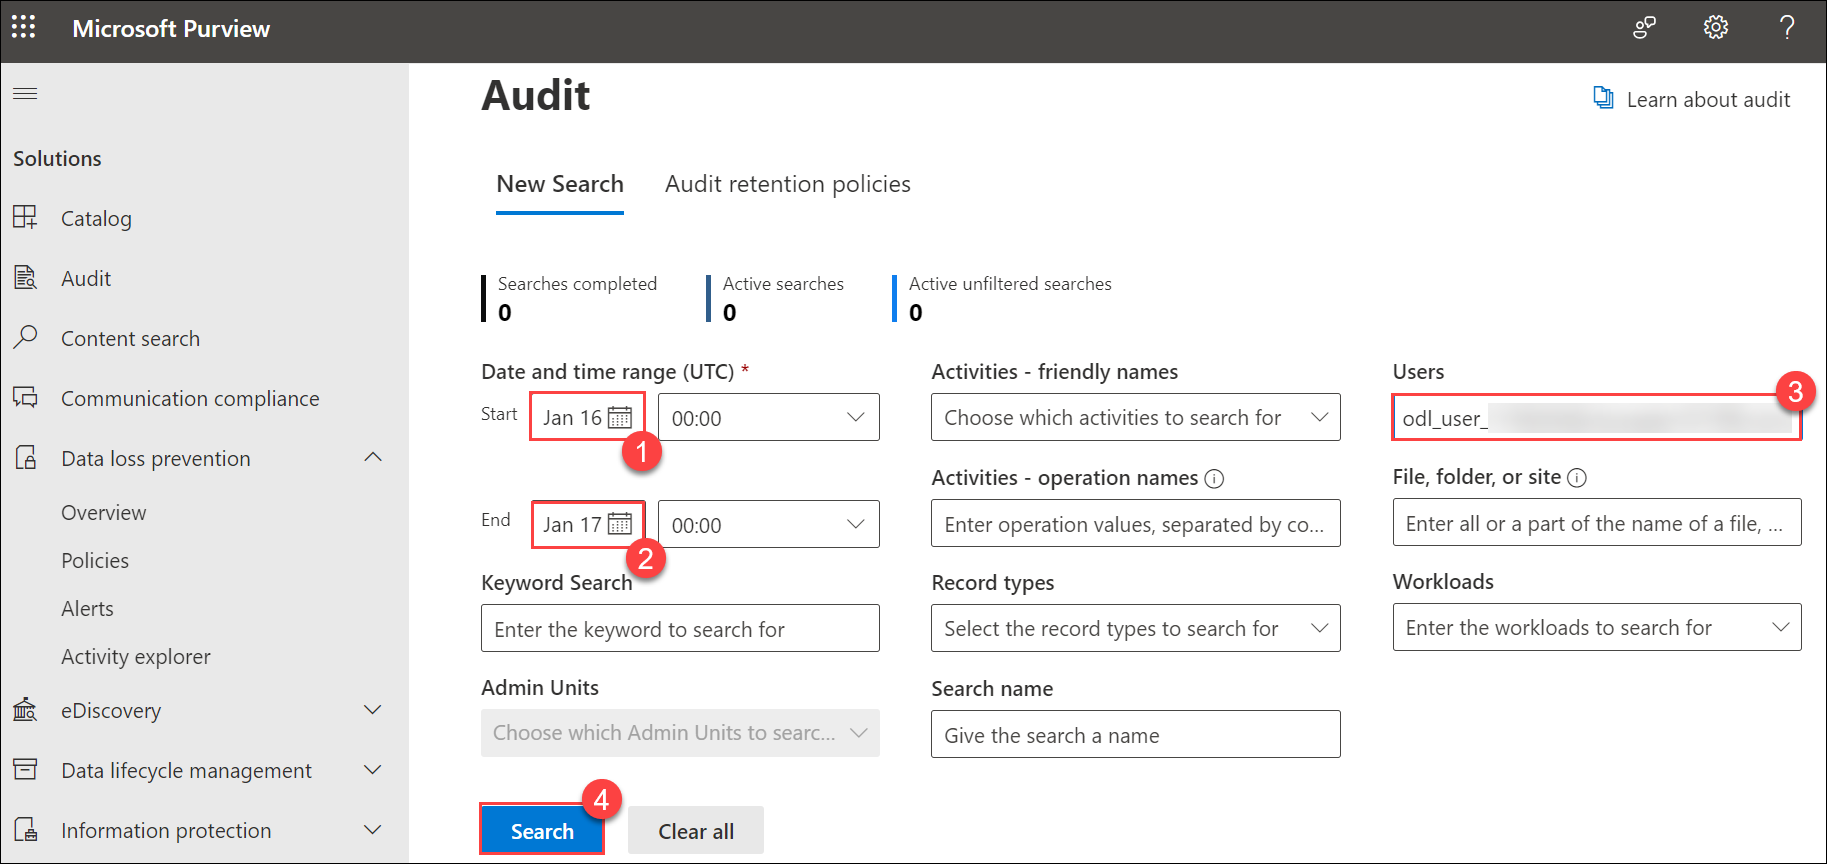 Microsoft Purview
?
Solutions
Catalog
Audit
Content search
Communication compliance
Data loss prevention
Overview
Policies
Alerts
Activity explorer
eDiscovery
Data lifecycle management
Information protection
Audit
Learn about audit
New Search
Audit retention policies
Searches completed
0
Active searches
0
Active unfiltered searches
0
Date and time range (UTC) *
Start
Jan 16
00:00
1
End
Jan 17
00:00
2
Keyword Search
Enter the keyword to search for
Admin Units
Choose which Admin Units to searc...
Activities - friendly names
Choose which activities to search for
Activities - operation names
Enter operation values, separated by co...
Record types
Select the record types to search for
Search name
Give the search a name
Users
odl_user_
3
File, folder, or site
Enter all or a part of the name of a file, ...
Workloads
Enter the workloads to search for
Search
4
Clear all